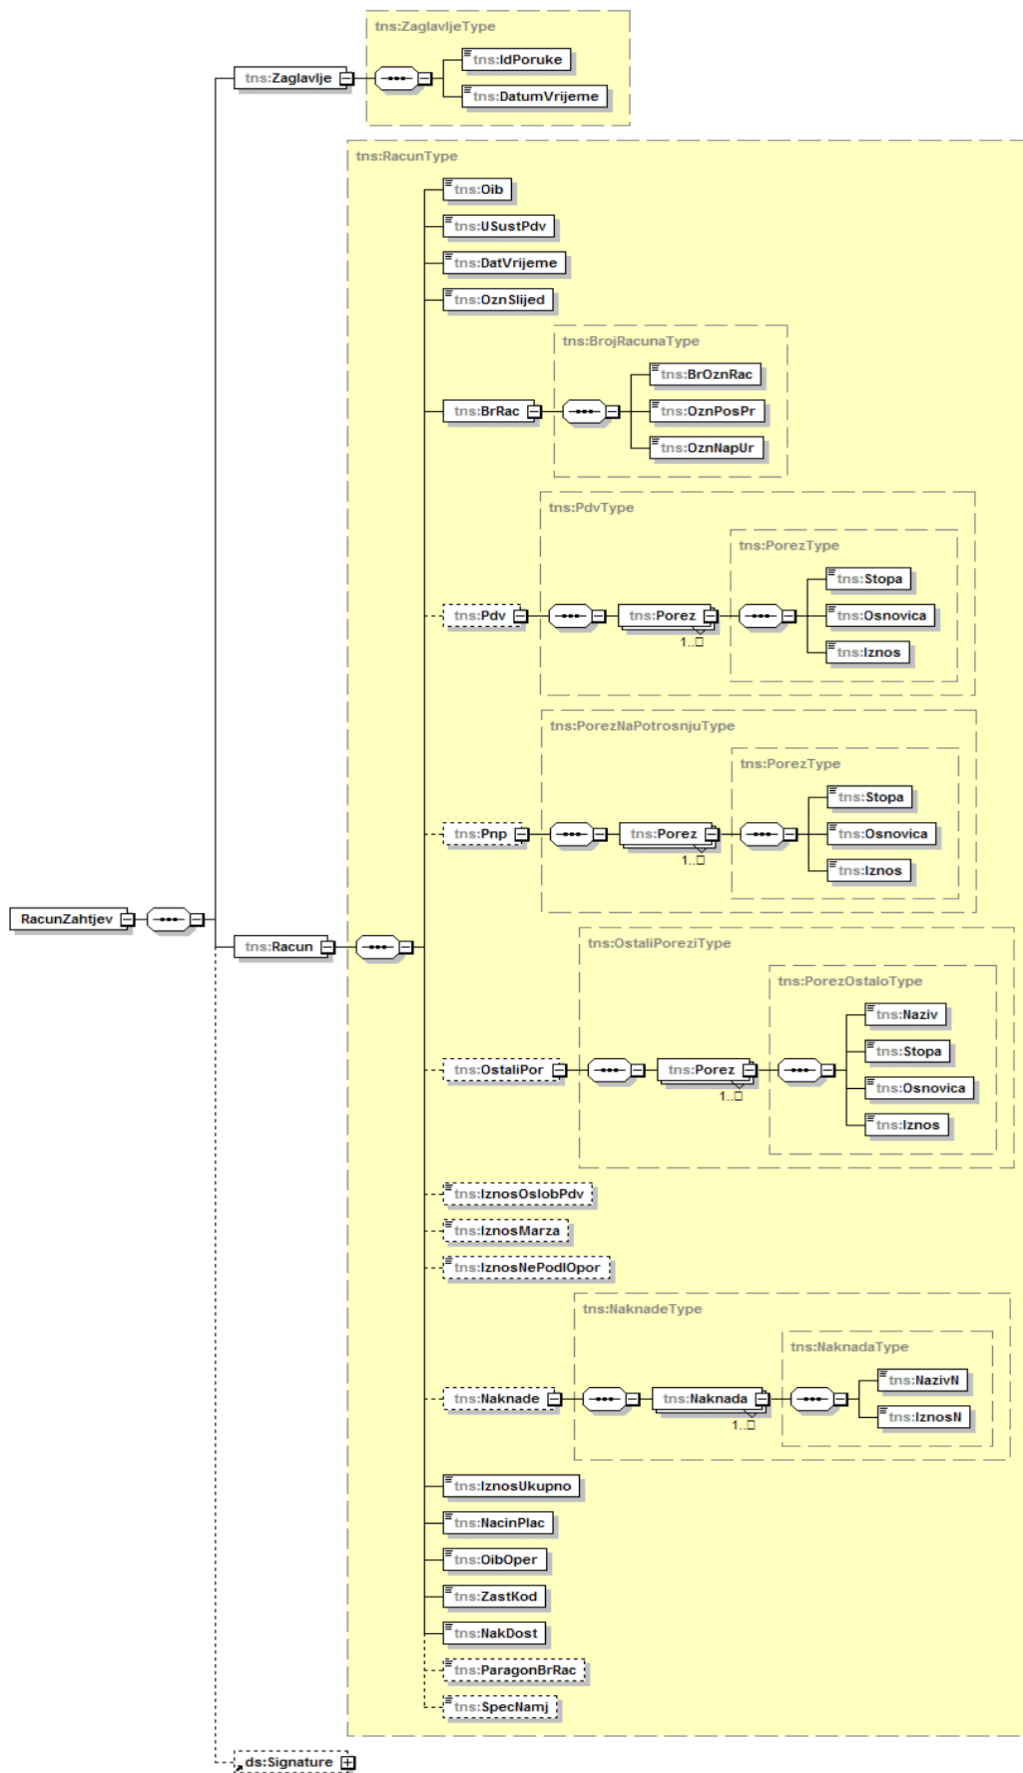 tns:ZaglavljeType
tns:IdPoruke
tns:Zaglavlje
tns:DatumVrijeme
tns:RacunType
tns:Oib
tns:USustPdv
tns:DatVrijeme
tns:OznSlijed
tns:BrojRacunaType
tns:BrOznRac
tns:BrRac
tns:OznPosPr
tns:OznNapUr
tns:PdvType
tns:PorezType
tns:Stopa
tns:Pdv
tns:Porez
tns:Osnovica
1..□
tns:Iznos
tns:PorezNaPotrosnjuType
tns:PorezType
tns:Stopa
tns:Pnp
tns:Porez
tns:Osnovica
1..□
tns:Iznos
RacunZahtjev
tns:Racun
tns:OstaliPoreziType
tns:PorezOstaloType
tns:Naziv
tns:Stopa
tns:OstaliPor
tns:Porez
tns:Osnovica
1..□
tns:Iznos
tns:IznosOslobPdv
tns:IznosMarza
tns:IznosNePodlOpor
tns:NaknadeType
tns:NaknadaType
tns:NazivN
tns:Naknade
tns:Naknada
tns:IznosN
1..□
tns:IznosUkupno
tns:NacinPlac
tns:OibOper
tns:ZastKod
tns:NakDost
tns:ParagonBrRac
tns:SpecNamj
ds:Signature